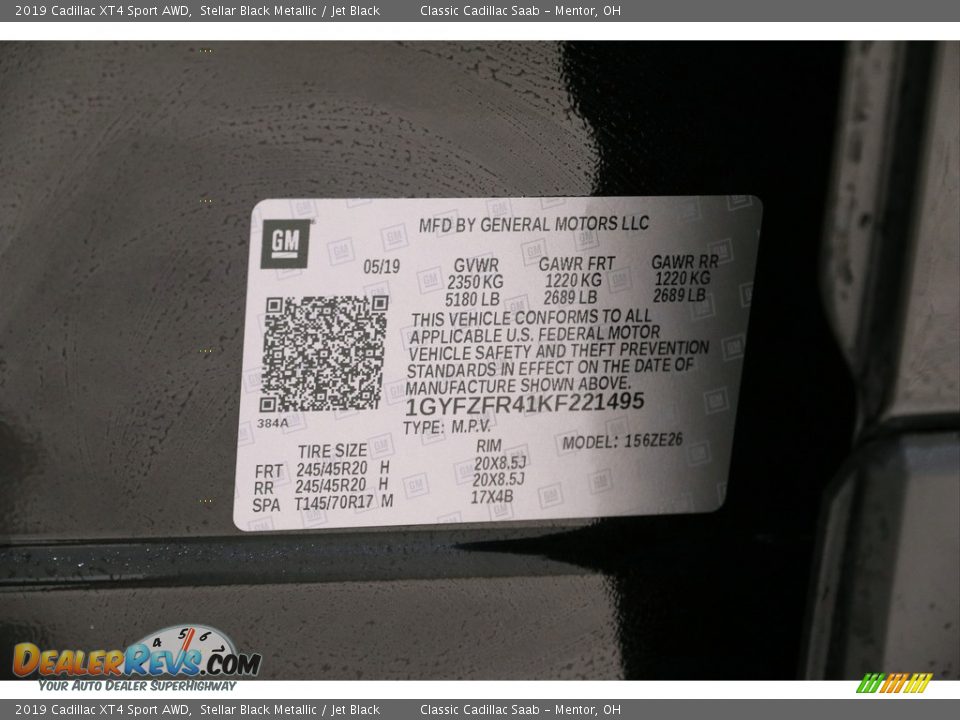 2019 Cadillac XT4 Sport AWD, Stellar Black Metallic / Jet Black Classic Cadillac Saab - Mentor, OH
GM
MFD BY GENERAL MOTORS LLC
05/19 GVWR GAWR FRT GAWR RR
2350 KG 1220 KG 1220 KG
5180 LB 2689 LB 2689 LB
THIS VEHICLE CONFORMS TO ALL
APPLICABLE U.S. FEDERAL MOTOR
VEHICLE SAFETY AND THEFT PREVENTION
STANDARDS IN EFFECT ON THE DATE OF
MANUFACTURE SHOWN ABOVE.
1GYFZFR41KF221495
384A
TYPE: M.P.V. MODEL: 156ZE26
TIRE SIZE RIM
FRT 245/45R20 H 20X8.5J
RR 245/45R20 H 20X8.5J
SPA T145/70R17 M 17X4B
4 5 6
DEALERREVS.COM
YOUR AUTO DEALER SUPERHIGHWAY
2019 Cadillac XT4 Sport AWD, Stellar Black Metallic / Jet Black Classic Cadillac Saab - Mentor, OH